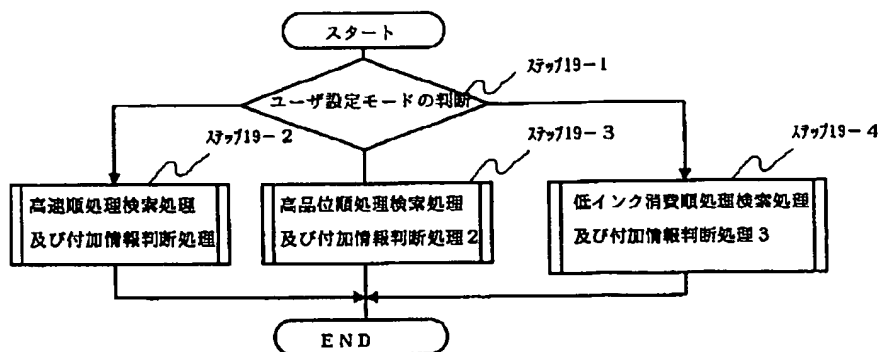 スタート
ステップ19-1
ユーザ設定モードの判断
ステップ19-2
ステップ19-3
ステップ19-4
高速順処理検索処理
及び付加情報判断処理
高品位順処理検索処理
及び付加情報判断処理2
低インク消費順処理検索処理
及び付加情報判断処理3
END